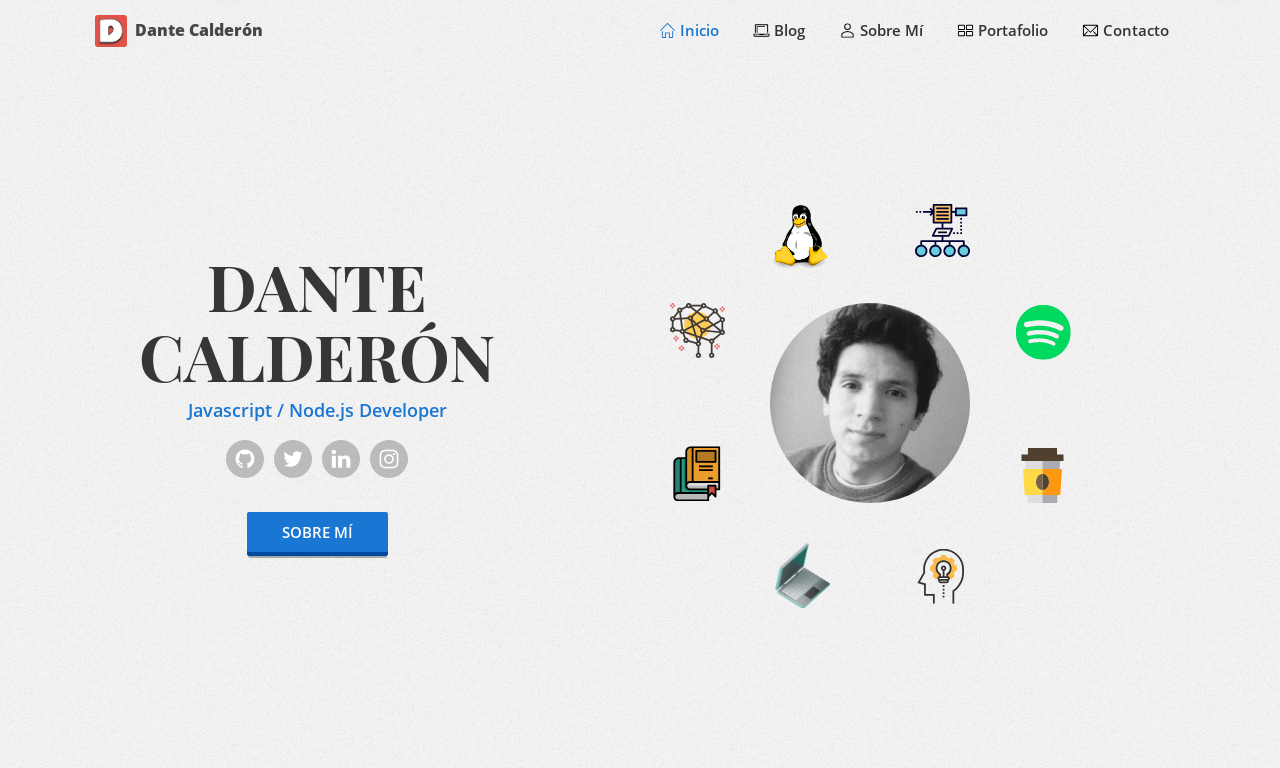 Dante Calderón
Inicio
Blog
Sobre Mí
Portafolio
Contacto
DANTE
CALDERÓN
Javascript / Node.js Developer
SOBRE MÍ